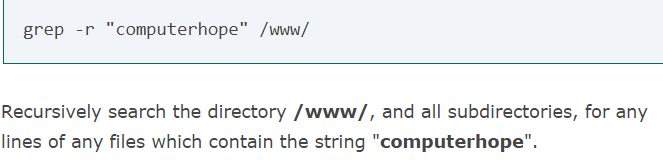 grep -r "computerhope" /www/
Recursively search the directory /www/, and all subdirectories, for any
lines of any files which contain the string "computerhope".